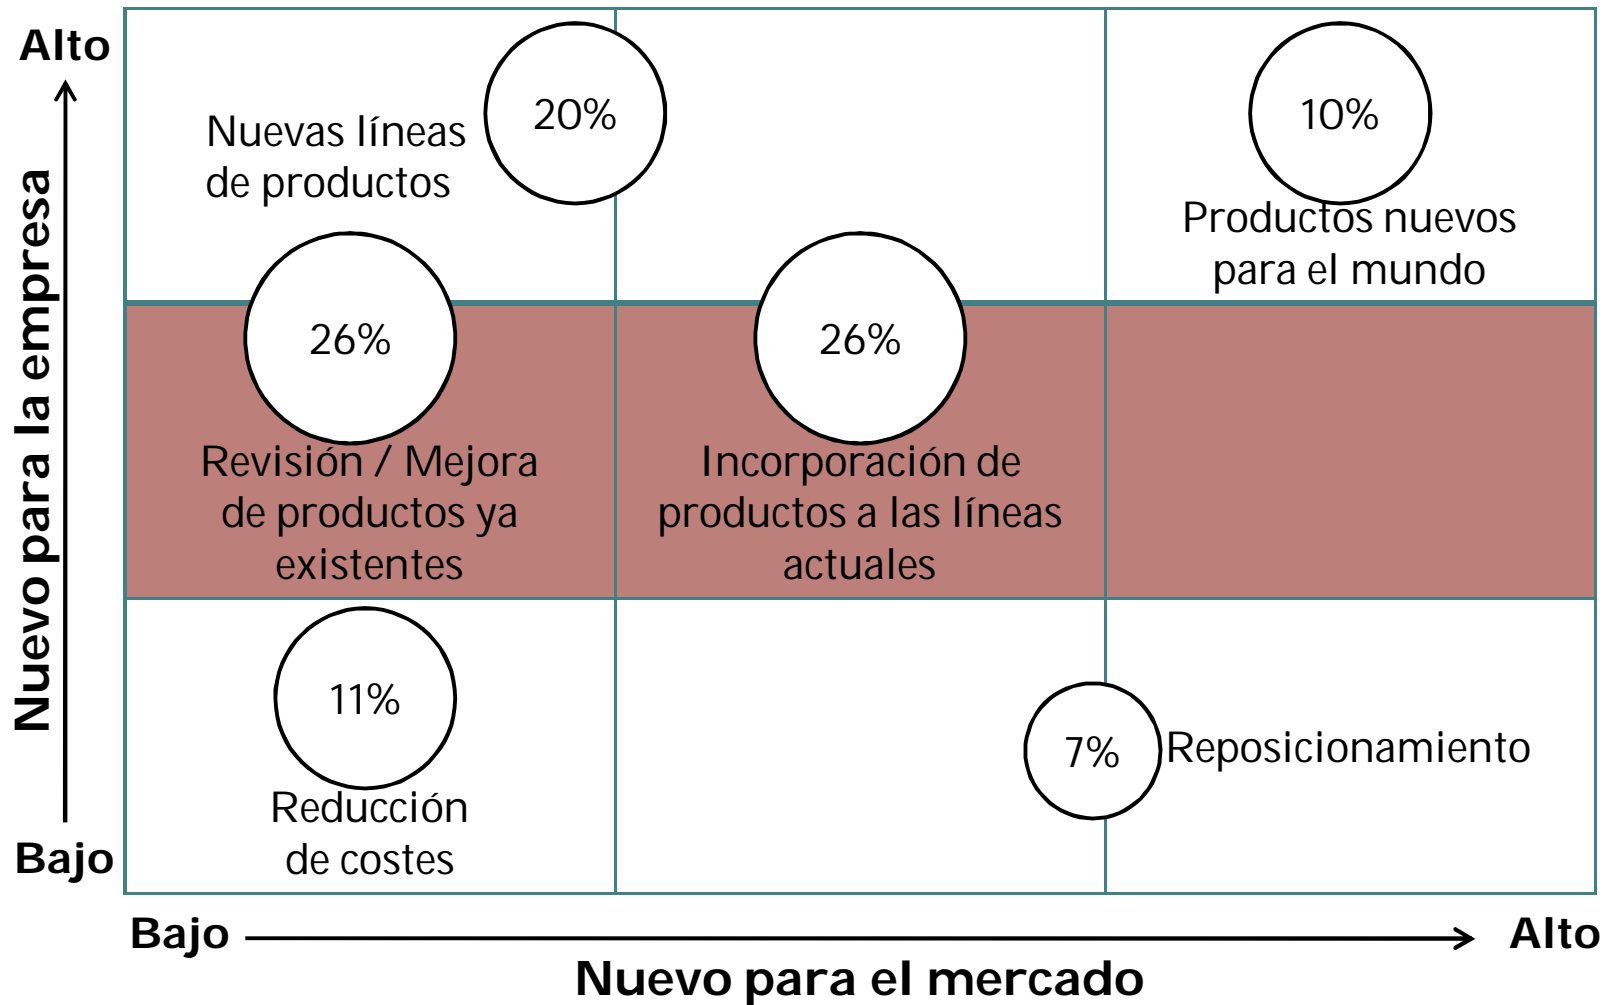 Alto
20%
10%
Nuevas líneas
de productos
Productos nuevos
para el mundo
Nuevo para la empresa
26%
26%
Revisión / Mejora
de productos ya
existentes
Incorporación de
productos a las líneas
actuales
11%
7%
Reposicionamiento
Reducción
de costes
Bajo
Bajo
Alto
Nuevo para el mercado